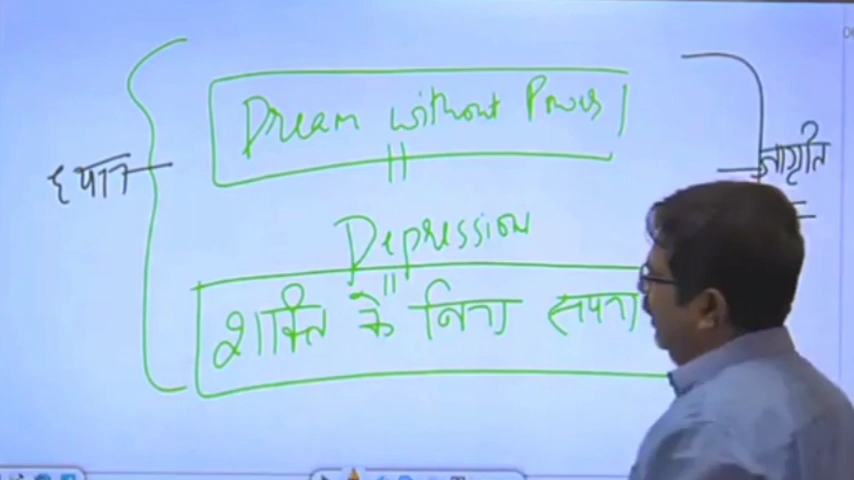 Dream without Power
ध्यान
जागृति
Depression
शक्ति के बिना सपना